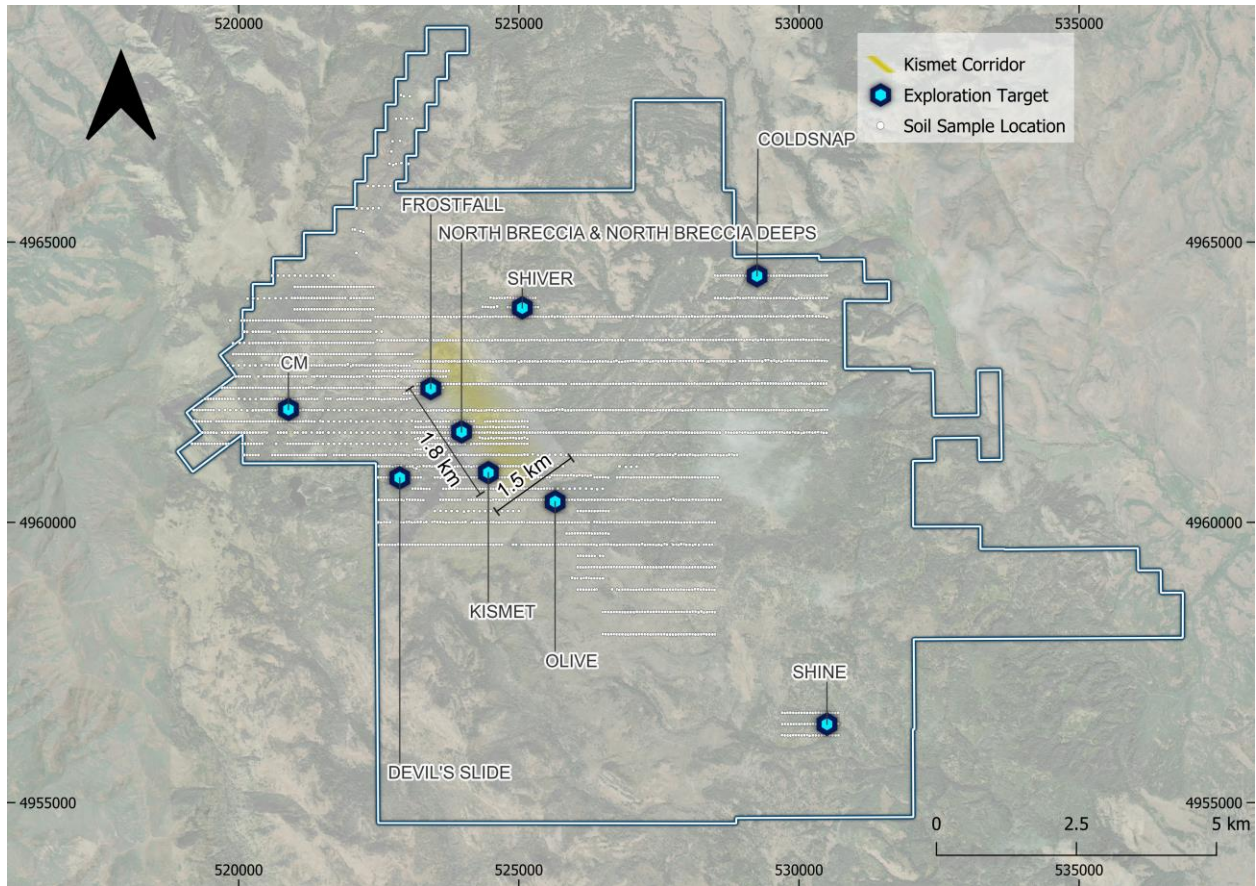 520000
525000
530000
535000
Kismet Corridor
Exploration Target
Soil Sample Location
COLDSNAP
FROSTFALL
NORTH BRECCIA & NORTH BRECCIA DEEPS
4965000
4965000
SHIVER
CM
1.8 km
1.5 km
4960000
4960000
KISMET
OLIVE
SHINE
DEVIL'S SLIDE
4955000
4955000
0
2.5
5 km
520000
525000
530000
535000